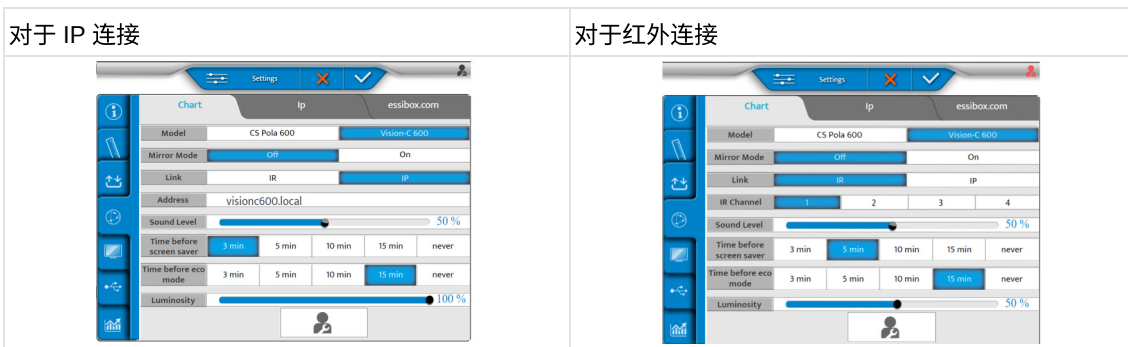 对于 IP 连接
Settings
Chart Ip essibox.com
Model CS Pola 600 Vision-C 600
Mirror Mode Off On
Link IR IP
Address visionc600.local
Sound Level 50 %
Time before screen saver 3 min 5 min 10 min 15 min never
Time before eco mode 3 min 5 min 10 min 15 min never
Luminosity 100 %
对于红外连接
Settings
Chart Ip essibox.com
Model CS Pola 600 Vision-C 600
Mirror Mode Off On
Link IR IP
IR Channel 1 2 3 4
Sound Level 50 %
Time before screen saver 3 min 5 min 10 min 15 min never
Time before eco mode 3 min 5 min 10 min 15 min never
Luminosity 50 %